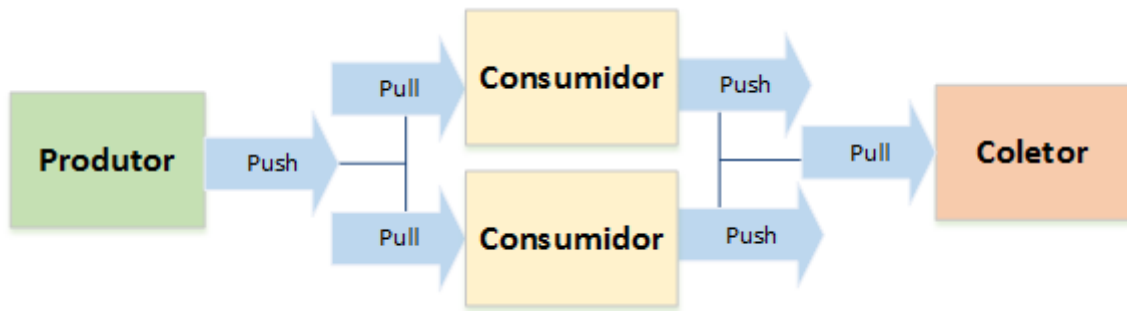 Produtor
Push
Pull
Consumidor
Push
Pull
Consumidor
Push
Pull
Coletor